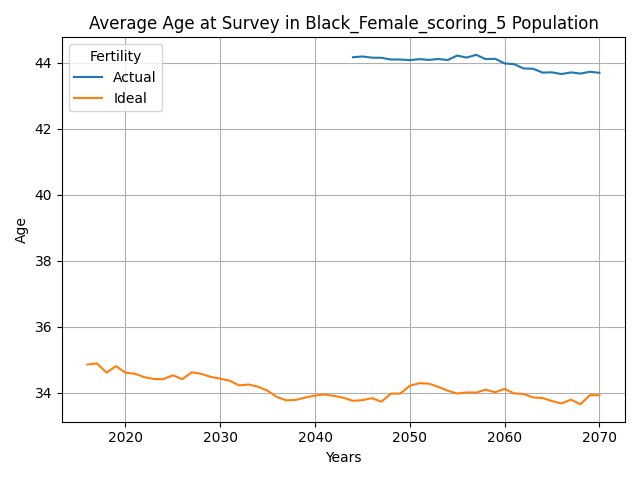 Average Age at Survey in Black_Female_scoring_5 Population
Fertility
Actual
Ideal
44
42
40
38
36
34
Age
2020 2030 2040 2050 2060 2070
Years